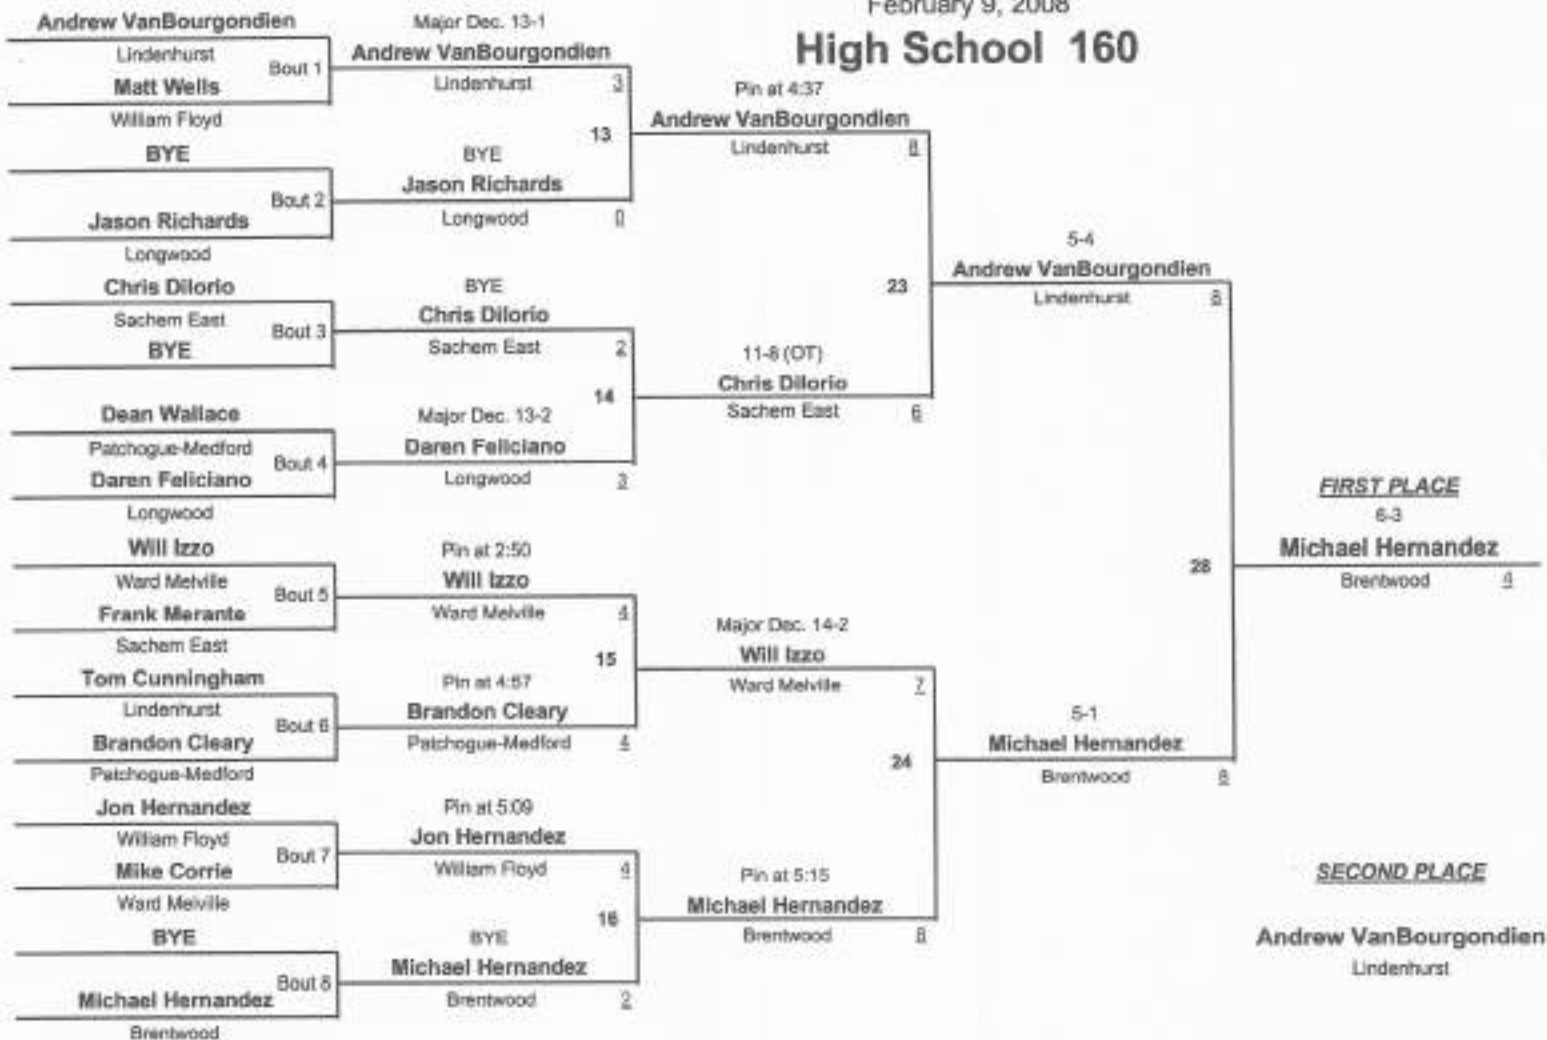 February 9, 2008
High School 160
Andrew VanBourgondien
Lindenhurst
Bout 1
Matt Wells
William Floyd
BYE
Bout 2
Jason Richards
Longwood
Chris DiIorio
Sachem East
Bout 3
BYE
Dean Wallace
Patchogue-Medford
Bout 4
Daren Feliciano
Longwood
Will Izzo
Ward Melville
Bout 5
Frank Merante
Sachem East
Tom Cunningham
Lindenhurst
Bout 6
Brandon Cleary
Patchogue-Medford
Jon Hernandez
William Floyd
Bout 7
Mike Corrie
Ward Melville
BYE
Bout 8
Michael Hernandez
Brentwood
Major Dec. 13-1
Andrew VanBourgondien
Lindenhurst 3
13
BYE
Jason Richards
Longwood 0
BYE
Chris DiIorio
Sachem East 2
14
Major Dec. 13-2
Daren Feliciano
Longwood 3
Pin at 2:50
Will Izzo
Ward Melville 4
15
Pin at 4:57
Brandon Cleary
Patchogue-Medford 4
Pin at 5:09
Jon Hernandez
William Floyd 4
16
BYE
Michael Hernandez
Brentwood 2
Pin at 4:37
Andrew VanBourgondien
Lindenhurst 8
23
11-8 (OT)
Chris DiIorio
Sachem East 6
Major Dec. 14-2
Will Izzo
Ward Melville 7
24
Pin at 5:15
Michael Hernandez
Brentwood 8
5-4
Andrew VanBourgondien
Lindenhurst 8
28
5-1
Michael Hernandez
Brentwood 8
FIRST PLACE
6-3
Michael Hernandez
Brentwood 4
SECOND PLACE
Andrew VanBourgondien
Lindenhurst